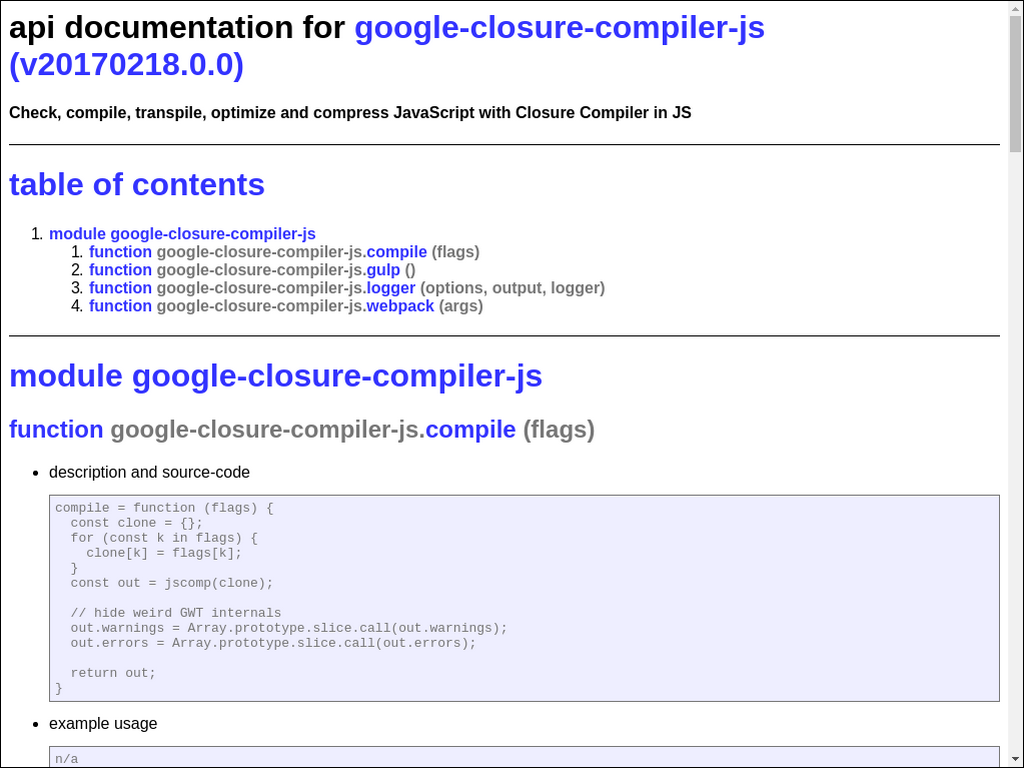 api documentation for google-closure-compiler-js
(v20170218.0.0)
Check, compile, transpile, optimize and compress JavaScript with Closure Compiler in JS
table of contents
1. module google-closure-compiler-js
1. function google-closure-compiler-js.compile (flags)
2. function google-closure-compiler-js.gulp ()
3. function google-closure-compiler-js.logger (options, output, logger)
4. function google-closure-compiler-js.webpack (args)
module google-closure-compiler-js
function google-closure-compiler-js.compile (flags)
• description and source-code
compile = function (flags) {
  const clone = {};
  for (const k in flags) {
    clone[k] = flags[k];
  }
  const out = jscomp(clone);
  // hide weird GWT internals
  out.warnings = Array.prototype.slice.call(out.warnings);
  out.errors = Array.prototype.slice.call(out.errors);
  return out;
}
• example usage
n/a